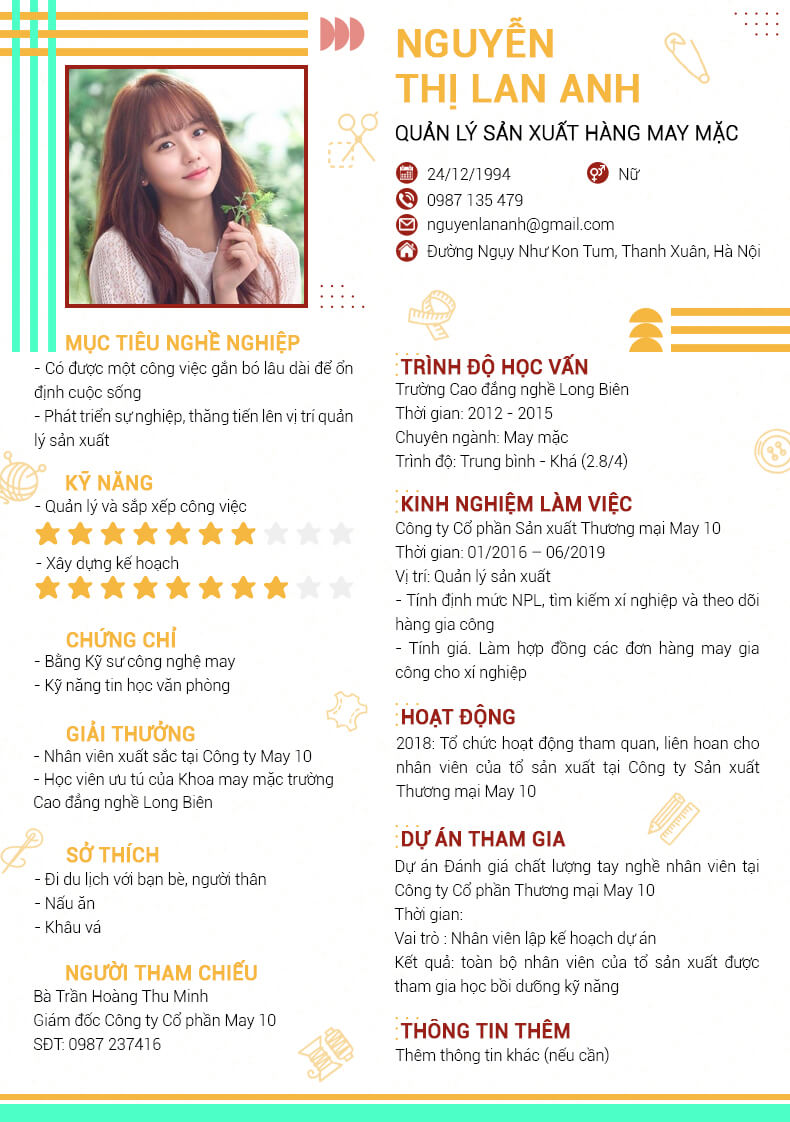 NGUYỄN
THỊ LAN ANH
QUẢN LÝ SẢN XUẤT HÀNG MAY MẶC
24/12/1994
Nữ
0987 135 479
nguyenlananh@gmail.com
Đường Ngụy Như Kon Tum, Thanh Xuân, Hà Nội
MỤC TIÊU NGHỀ NGHIỆP
- Có được một công việc gắn bó lâu dài để ổn
định cuộc sống
- Phát triển sự nghiệp, thăng tiến lên vị trí quản
lý sản xuất
KỸ NĂNG
- Quản lý và sắp xếp công việc
- Xây dựng kế hoạch
CHỨNG CHỈ
- Bằng Kỹ sư công nghệ may
- Kỹ năng tin học văn phòng
GIẢI THƯỞNG
- Nhân viên xuất sắc tại Công ty May 10
- Học viên ưu tú của Khoa may mặc trường
Cao đẳng nghề Long Biên
SỞ THÍCH
- Đi du lịch với bạn bè, người thân
- Nấu ăn
- Khâu vá
NGƯỜI THAM CHIẾU
Bà Trần Hoàng Thu Minh
Giám đốc Công ty Cổ phần May 10
SĐT: 0987 237416
TRÌNH ĐỘ HỌC VẤN
Trường Cao đẳng nghề Long Biên
Thời gian: 2012 - 2015
Chuyên ngành: May mặc
Trình độ: Trung bình - Khá (2.8/4)
KINH NGHIỆM LÀM VIỆC
Công ty Cổ phần Sản xuất Thương mại May 10
Thời gian: 01/2016 – 06/2019
Vị trí: Quản lý sản xuất
- Tính định mức NPL, tìm kiếm xí nghiệp và theo dõi
hàng gia công
- Tính giá. Làm hợp đồng các đơn hàng may gia
công cho xí nghiệp
HOẠT ĐỘNG
2018: Tổ chức hoạt động tham quan, liên hoan cho
nhân viên của tổ sản xuất tại Công ty Sản xuất
Thương mại May 10
DỰ ÁN THAM GIA
Dự án Đánh giá chất lượng tay nghề nhân viên tại
Công ty Cổ phần Thương mại May 10
Thời gian:
Vai trò : Nhân viên lập kế hoạch dự án
Kết quả: toàn bộ nhân viên của tổ sản xuất được
tham gia học bồi dưỡng kỹ năng
THÔNG TIN THÊM
Thêm thông tin khác (nếu cần)